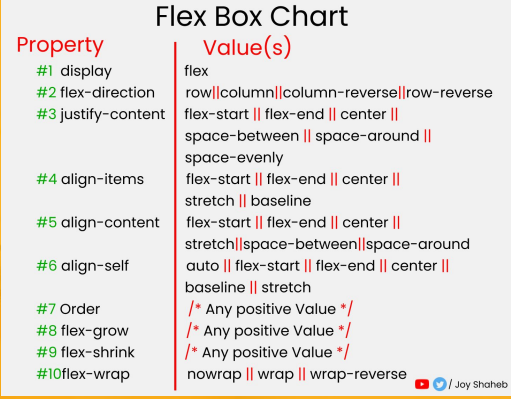 Flex Box Chart
Property Value(s)
#1 display flex
#2 flex-direction row||column||column-reverse||row-reverse
#3 justify-content flex-start || flex-end || center ||
space-between || space-around ||
space-evenly
#4 align-items flex-start || flex-end || center ||
stretch || baseline
#5 align-content flex-start || flex-end || center ||
stretch||space-between||space-around
#6 align-self auto || flex-start || flex-end || center ||
baseline || stretch
#7 Order /* Any positive Value */
#8 flex-grow /* Any positive Value */
#9 flex-shrink /* Any positive Value */
#10flex-wrap nowrap || wrap || wrap-reverse
/ Joy Shaheb